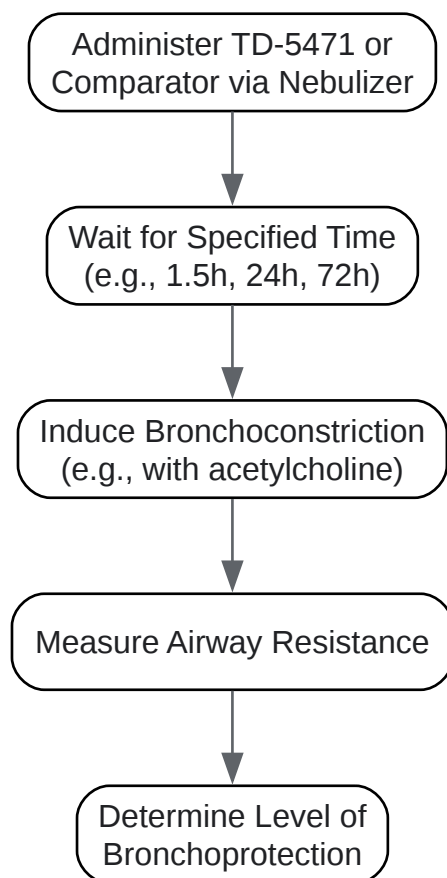 Administer TD-5471 or
Comparator via Nebulizer
Wait for Specified Time
(e.g., 1.5h, 24h, 72h)
Induce Bronchoconstriction
(e.g., with acetylcholine)
Measure Airway Resistance
Determine Level of
Bronchoprotection